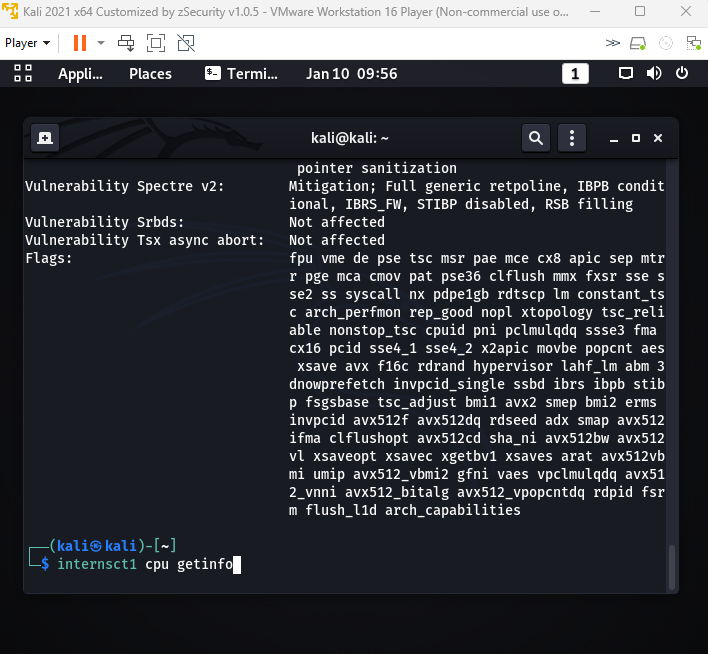 Kali 2021 x64 Customized by zSecurity v1.0.5 - VMware Workstation 16 Player (Non-commercial use o...
Player
Appli... Places Termi... Jan 10 09:56 1
kali@kali: ~
pointer sanitization
Vulnerability Spectre v2: Mitigation; Full generic retpoline, IBPB condit
ional, IBRS_FW, STIBP disabled, RSB filling
Vulnerability Srbds: Not affected
Vulnerability Tsx async abort: Not affected
Flags: fpu vme de pse tsc msr pae mce cx8 apic sep mtr
r pge mca cmov pat pse36 clflush mmx fxsr sse s
se2 ss syscall nx pdpe1gb rdtscp lm constant_ts
c arch_perfmon rep_good nopl xtopology tsc_reli
able nonstop_tsc cpuid pni pclmulqdq ssse3 fma
cx16 pcid sse4_1 sse4_2 x2apic movbe popcnt aes
xsave avx f16c rdrand hypervisor lahf_lm abm 3
dnowprefetch invpcid_single ssbd ibrs ibpb stib
p fsgsbase tsc_adjust bmi1 avx2 smep bmi2 erms
invpcid avx512f avx512dq rdseed adx smap avx512
ifma clflushopt avx512cd sha_ni avx512bw avx512
vl xsaveopt xsavec xgetbv1 xsaves arat avx512vb
mi umip avx512_vbmi2 gfni vaes vpclmulqdq avx51
2_vnni avx512_bitalg avx512_vpopcntdq rdpid fsr
m flush_l1d arch_capabilities
┌──(kali㉿kali)-[~]
└─$ internsct1 cpu getinfo